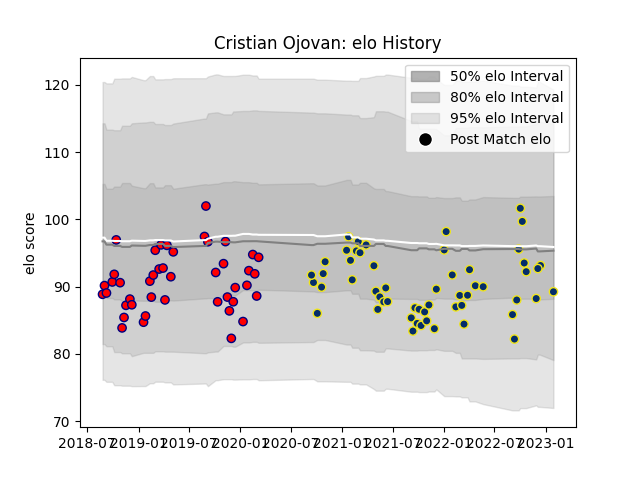 Cristian Ojovan: elo History
50% elo Interval
80% elo Interval
95% elo Interval
Post Match elo
elo score
120
110
100
90
80
70
2018-07 2019-01 2019-07 2020-01 2020-07 2021-01 2021-07 2022-01 2022-07 2023-01